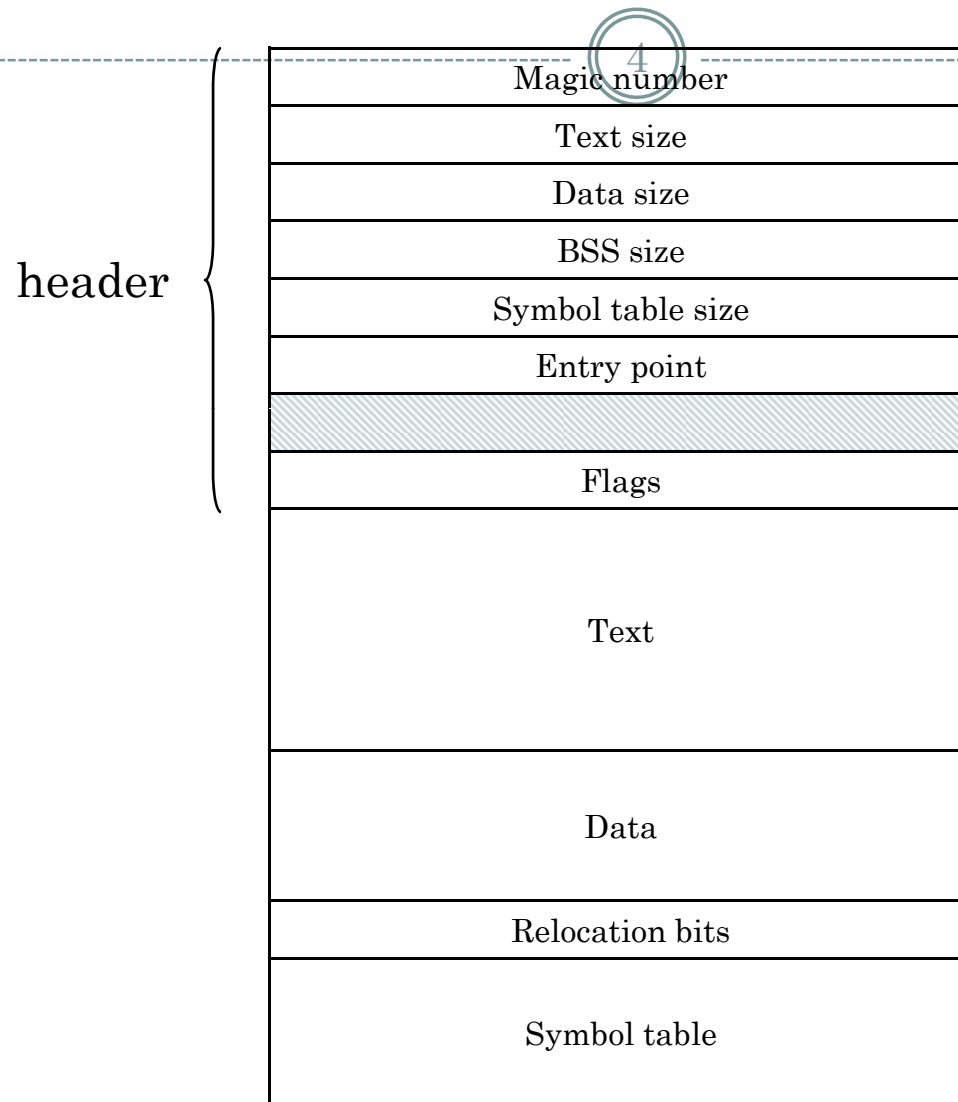 4
Magic number
Text size
Data size
BSS size
header
Symbol table size
Entry point
Flags
Text
Data
Relocation bits
Symbol table